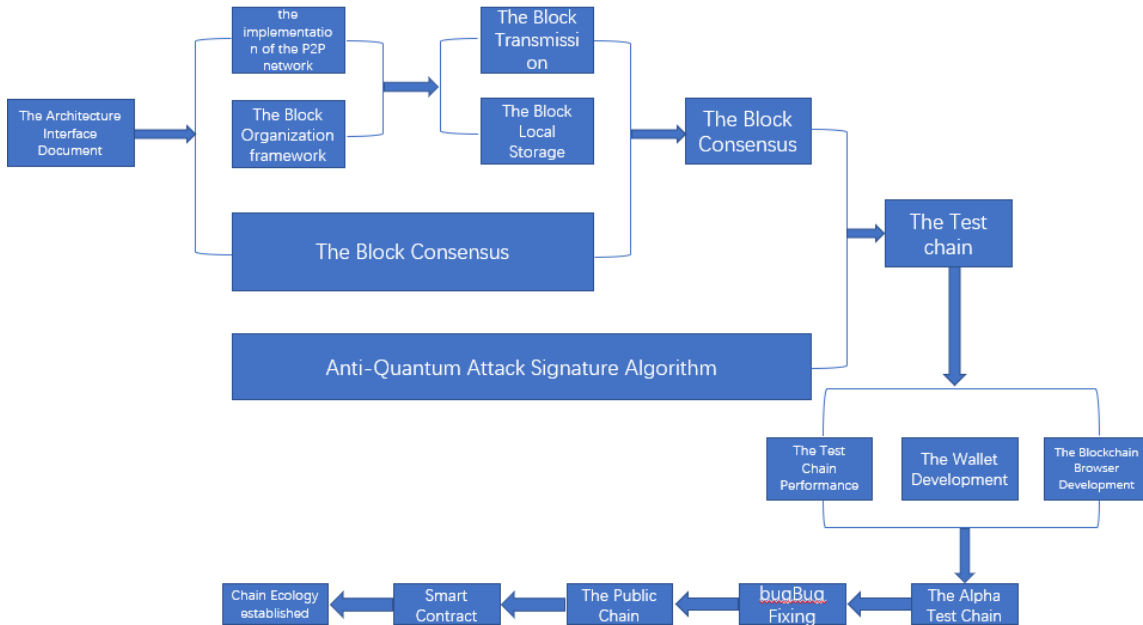 the
implementatio
n of the P2P
network
The Block
Transmissi
on
The Architecture
Interface
Document
The Block
Organization
framework
The Block
Local
Storage
The Block
Consensus
The Block Consensus
The Test
chain
Anti-Quantum Attack Signature Algorithm
The Test
Chain
Performance
The Wallet
Development
The Blockchain
Browser
Development
Chain Ecology
established
Smart
Contract
The Public
Chain
bugBug
Fixing
The Alpha
Test Chain